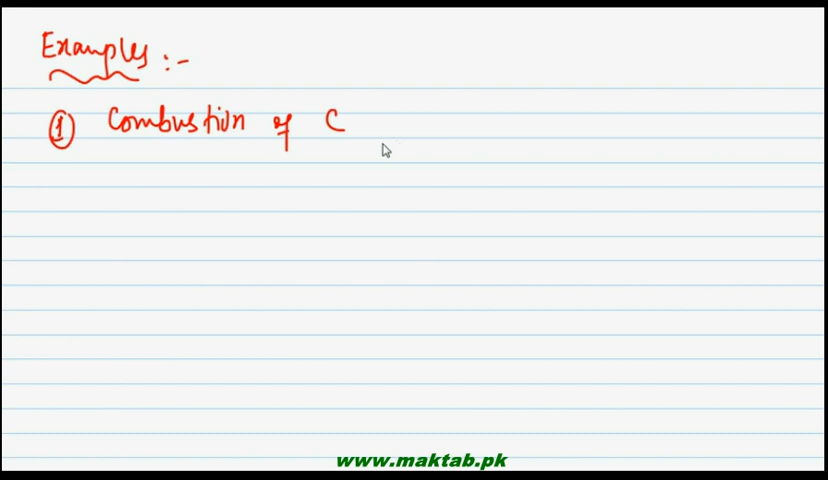 Examples :-
① Combustion of C
www.maktab.pk